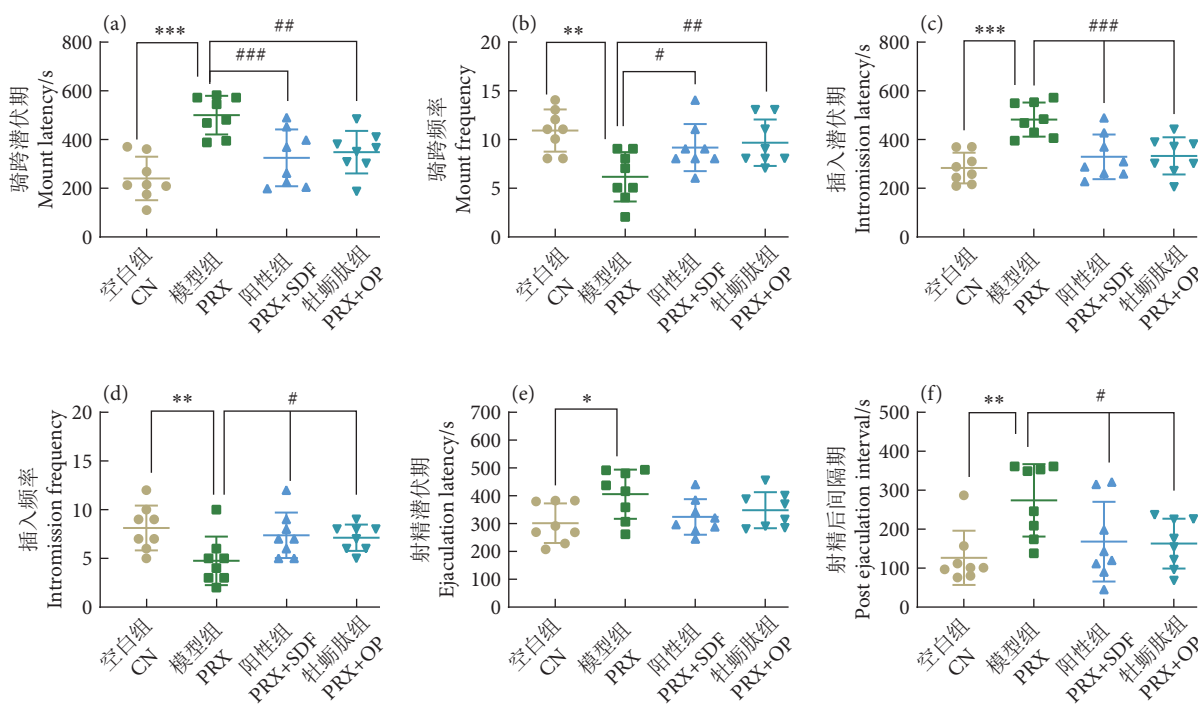 (a)
***
##
###
800
600
400
200
0
骑跨潜伏期
Mount latency/s
空白组
CN
模型组
PRX
阳性组
PRX+SDF
牡蛎肽组
PRX+OP
(b)
**
##
#
20
15
10
5
0
骑跨频率
Mount frequency
空白组
CN
模型组
PRX
阳性组
PRX+SDF
牡蛎肽组
PRX+OP
(c)
***
###
800
600
400
200
0
插入潜伏期
Intromission latency/s
空白组
CN
模型组
PRX
阳性组
PRX+SDF
牡蛎肽组
PRX+OP
(d)
**
#
20
15
10
5
0
插入频率
Intromission frequency
空白组
CN
模型组
PRX
阳性组
PRX+SDF
牡蛎肽组
PRX+OP
(e)
*
700
600
500
400
300
200
100
0
射精潜伏期
Ejaculation latency/s
空白组
CN
模型组
PRX
阳性组
PRX+SDF
牡蛎肽组
PRX+OP
(f)
**
#
500
400
300
200
100
0
射精后间隔期
Post ejaculation interval/s
空白组
CN
模型组
PRX
阳性组
PRX+SDF
牡蛎肽组
PRX+OP